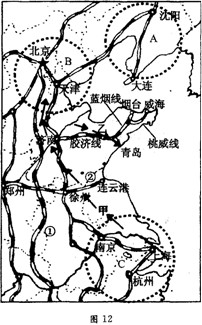 沈阳
A
北京
B
天津
大连
蓝烟线
烟台 威海
济南
胶济线
青岛
桃威线
郑州
②
连云港
徐州
甲
①
南京
上海
C
杭州
图 12